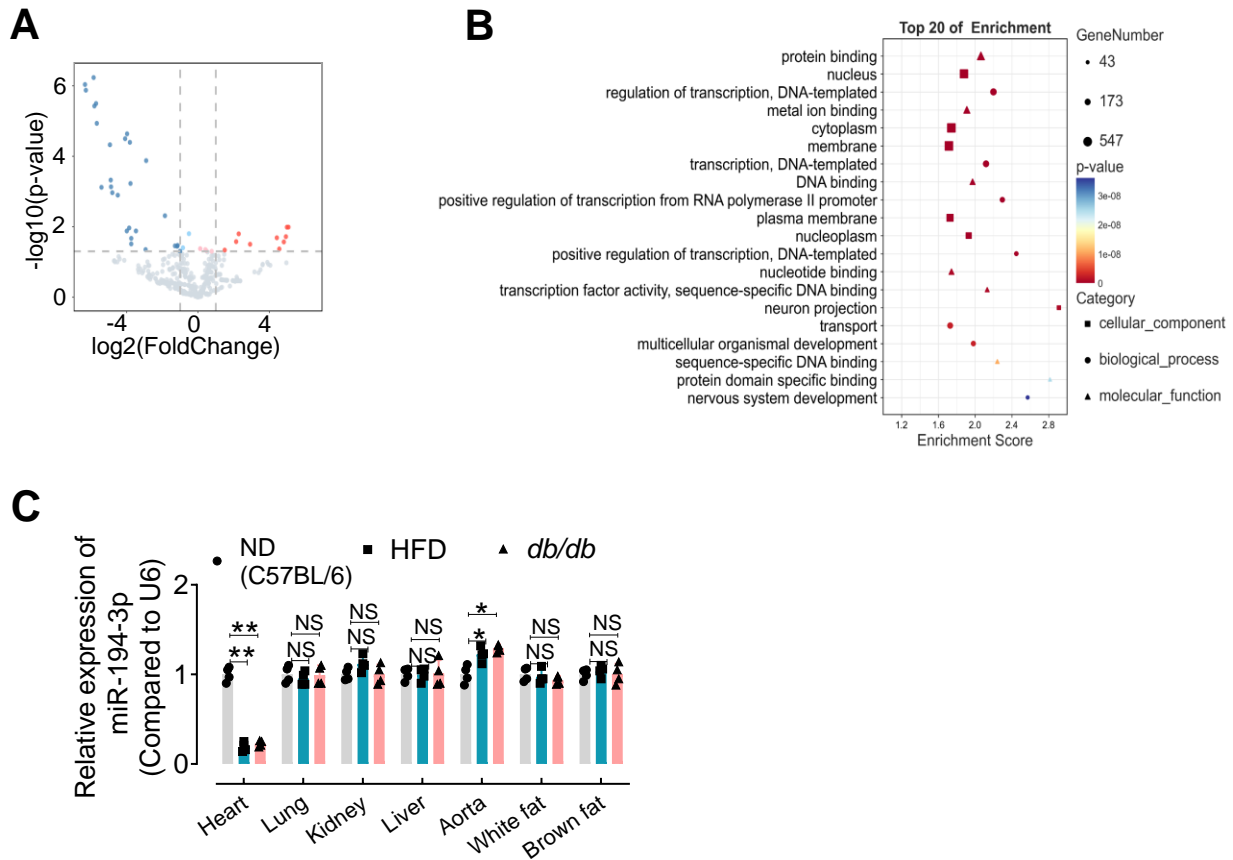 A
6
4
2
0
-log10(p-value)
-4
0
4
log2(FoldChange)
B
Top 20 of Enrichment
protein binding
nucleus
regulation of transcription, DNA-templated
metal ion binding
cytoplasm
membrane
transcription, DNA-templated
DNA binding
positive regulation of transcription from RNA polymerase II promoter
plasma membrane
nucleoplasm
positive regulation of transcription, DNA-templated
nucleotide binding
transcription factor activity, sequence-specific DNA binding
neuron projection
transport
multicellular organismal development
sequence-specific DNA binding
protein domain specific binding
nervous system development
1.2
1.6
2.0
2.4
2.8
Enrichment Score
GeneNumber
43
173
547
p-value
3e-08
2e-08
1e-08
0
Category
cellular_component
biological_process
molecular_function
C
ND
(C57BL/6)
HFD
db/db
Relative expression of
miR-194-3p
(Compared to U6)
2
1
0
**
**
NS
NS
NS
NS
NS
NS
*
*
NS
NS
NS
NS
Heart
Lung
Kidney
Liver
Aorta
White fat
Brown fat